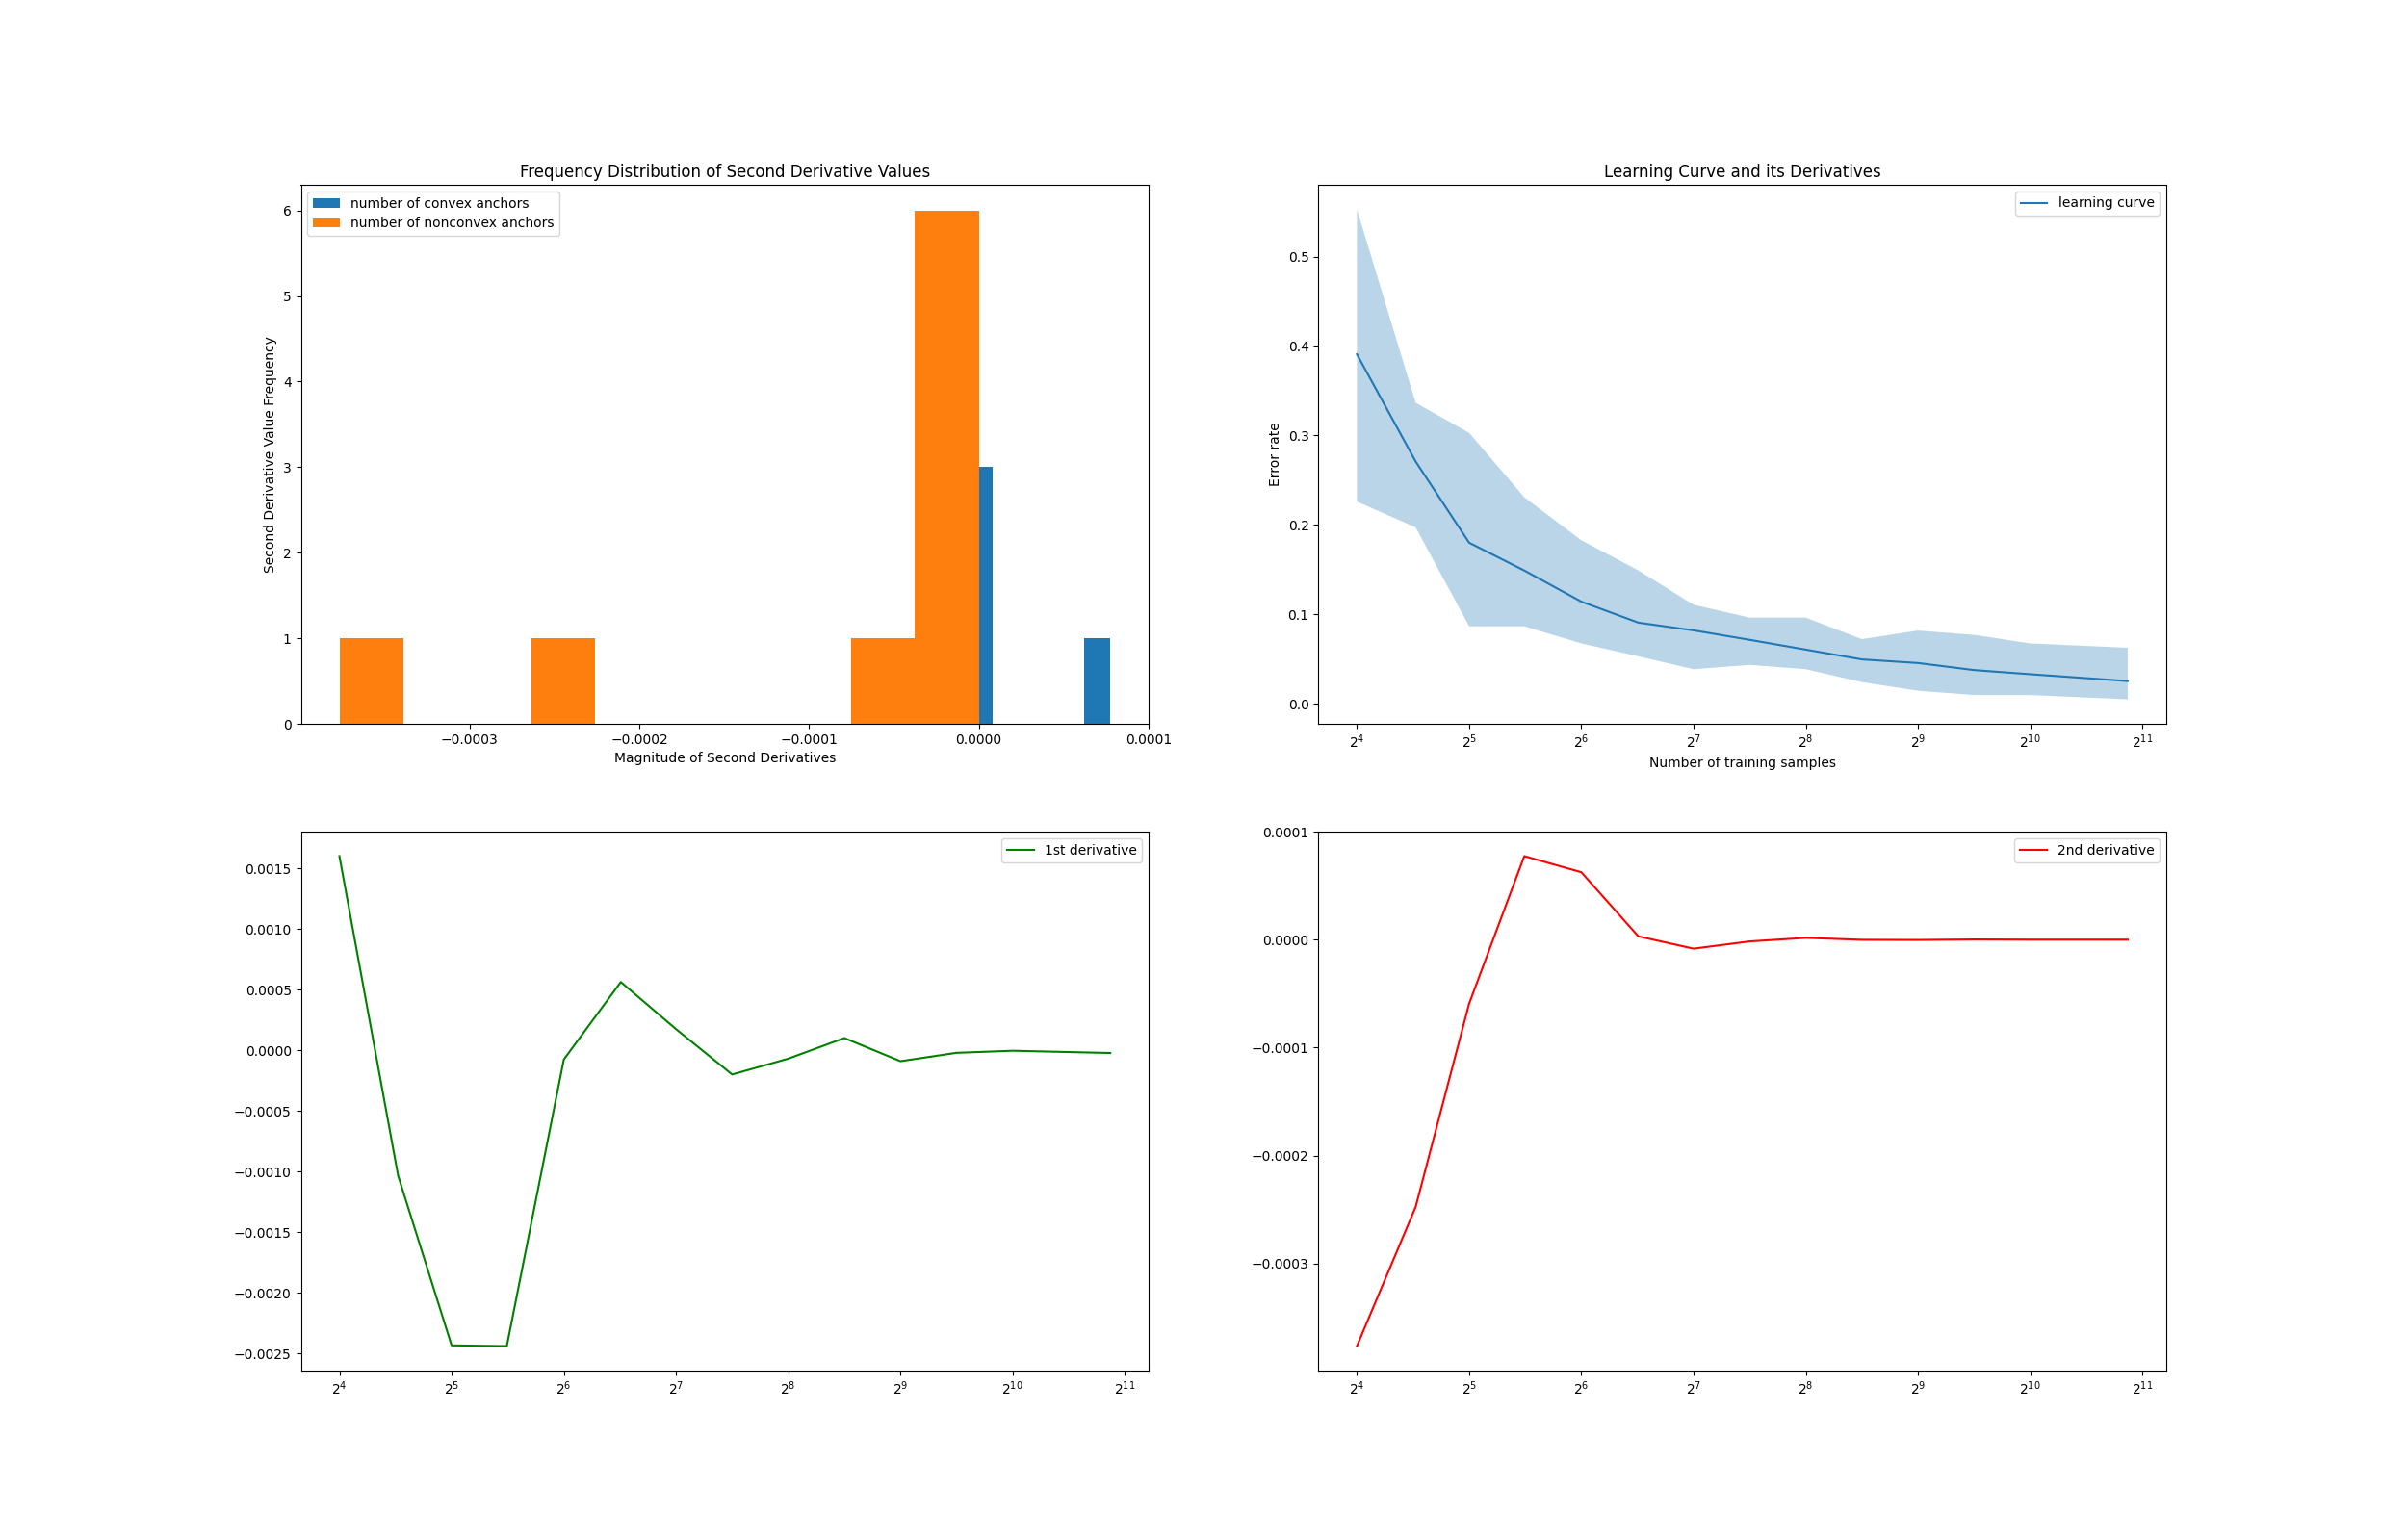 Frequency Distribution of Second Derivative Values
number of convex anchors
number of nonconvex anchors
6
5
4
3
2
1
0
Second Derivative Value Frequency
−0.0003 −0.0002 −0.0001 0.0000 0.0001
Magnitude of Second Derivatives
Learning Curve and its Derivatives
learning curve
0.5
0.4
0.3
0.2
0.1
0.0
Error rate
2⁴ 2⁵ 2⁶ 2⁷ 2⁸ 2⁹ 2¹⁰ 2¹¹
Number of training samples
1st derivative
0.0015
0.0010
0.0005
0.0000
−0.0005
−0.0010
−0.0015
−0.0020
−0.0025
2⁴ 2⁵ 2⁶ 2⁷ 2⁸ 2⁹ 2¹⁰ 2¹¹
2nd derivative
0.0001
0.0000
−0.0001
−0.0002
−0.0003
2⁴ 2⁵ 2⁶ 2⁷ 2⁸ 2⁹ 2¹⁰ 2¹¹